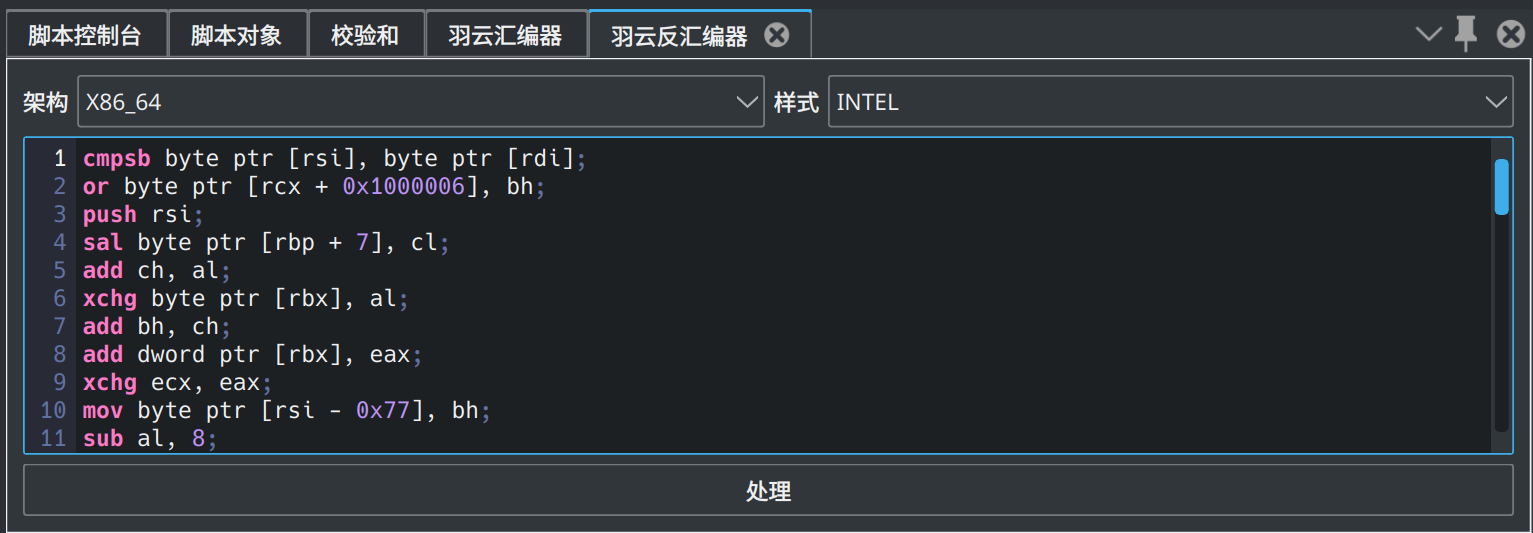 脚本控制台 脚本对象 校验和 羽云汇编器 羽云反汇编器
架构 X86_64 样式 INTEL
1 cmpsb byte ptr [rsi], byte ptr [rdi];
2 or byte ptr [rcx + 0x1000006], bh;
3 push rsi;
4 sal byte ptr [rbp + 7], cl;
5 add ch, al;
6 xchg byte ptr [rbx], al;
7 add bh, ch;
8 add dword ptr [rbx], eax;
9 xchg ecx, eax;
10 mov byte ptr [rsi - 0x77], bh;
11 sub al, 8;
处理